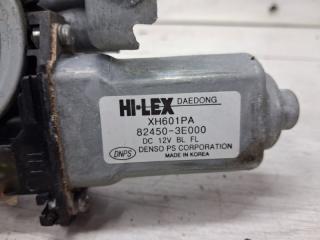 HI-LEX DAEDONG
XH601PA
82450-3E000
DC 12V BL FL
DNPS DENSO PS CORPORATION
MADE IN KOREA